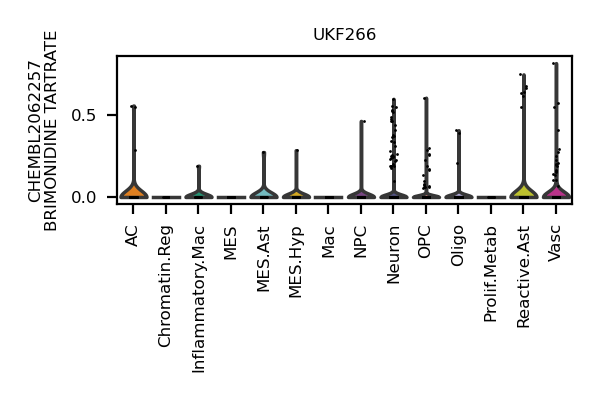 UKF266
CHEMBL2062257
BRIMONIDINE TARTRATE
0.5
0.0
AC
Chromatin.Reg
Inflammatory.Mac
MES
MES.Ast
MES.Hyp
Mac
NPC
Neuron
OPC
Oligo
Prolif.Metab
Reactive.Ast
Vasc